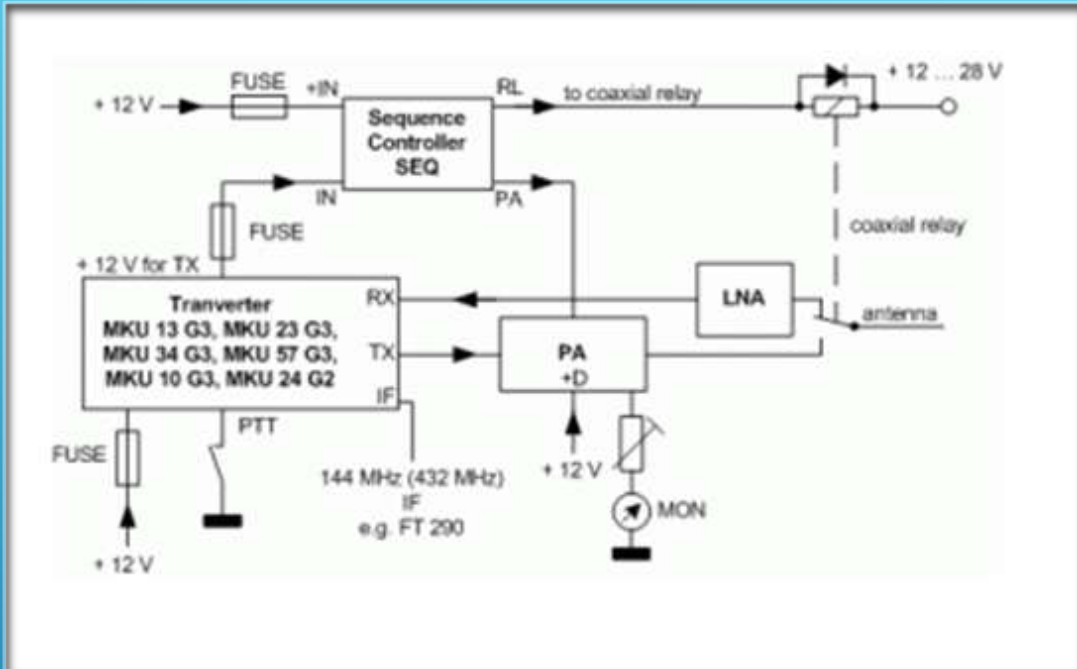 FUSE
+IN
RL
+ 12 ... 28 V
+ 12 V
to coaxial relay
Sequence
Controller
SEQ
IN
PA
FUSE
coaxial relay
+ 12 V for TX
Tranverter
MKU 13 G3, MKU 23 G3,
MKU 34 G3, MKU 57 G3,
MKU 10 G3, MKU 24 G2
RX
TX
IF
LNA
antenna
PA
+D
PTT
FUSE
+ 12 V
144 MHz (432 MHz)
IF
e.g. FT 290
MON
+ 12 V